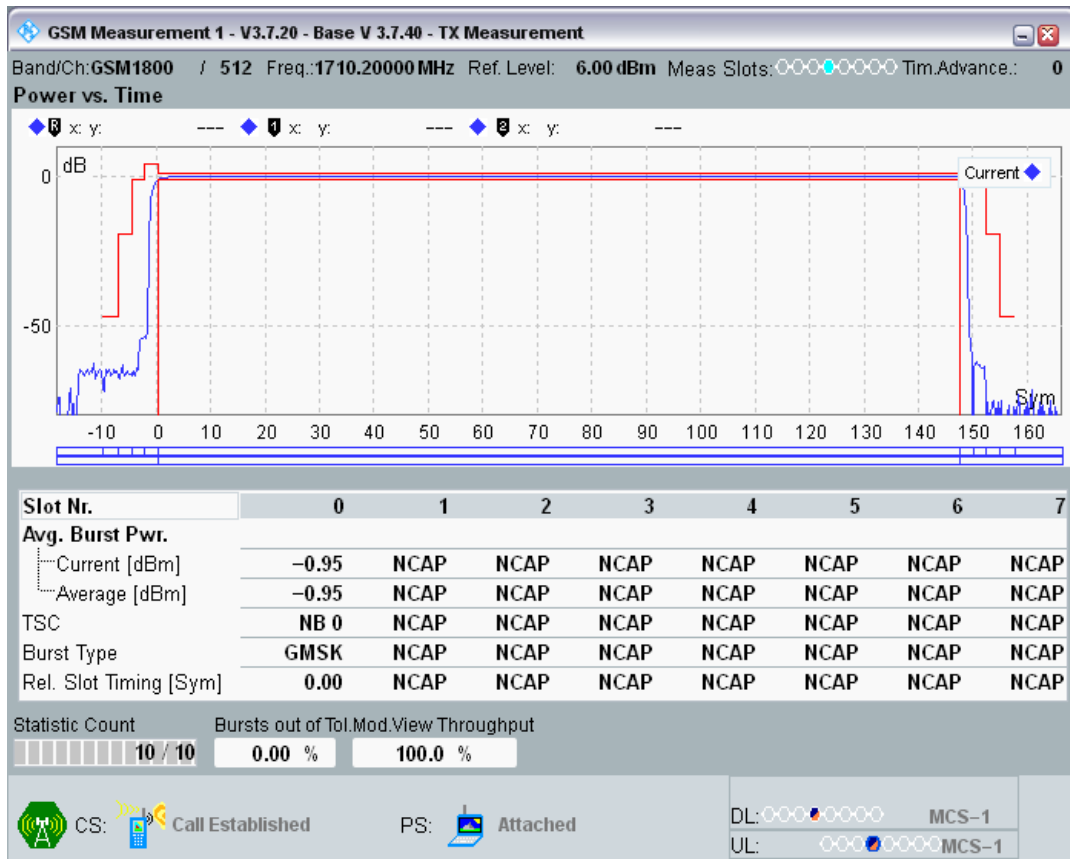 GSM Measurement 1 - V3.7.20 - Base V 3.7.40 - TX Measurement
Band/Ch:GSM1800 / 512 Freq.:1710.20000 MHz Ref. Level: 6.00 dBm Meas Slots: Tim.Advance.: 0
Power vs. Time
R x: y: --- 1 x: y: --- 2 x: y: ---
dB
Current
0
-50
Sym
-10 0 10 20 30 40 50 60 70 80 90 100 110 120 130 140 150 160
Slot Nr. 0 1 2 3 4 5 6 7
Avg. Burst Pwr.
Current [dBm] −0.95 NCAP NCAP NCAP NCAP NCAP NCAP NCAP
Average [dBm] −0.95 NCAP NCAP NCAP NCAP NCAP NCAP NCAP
TSC NB 0 NCAP NCAP NCAP NCAP NCAP NCAP NCAP
Burst Type GMSK NCAP NCAP NCAP NCAP NCAP NCAP NCAP
Rel. Slot Timing [Sym] 0.00 NCAP NCAP NCAP NCAP NCAP NCAP NCAP
Statistic Count Bursts out of Tol.Mod.View Throughput
10 / 10 0.00 % 100.0 %
CS: Call Established PS: Attached
DL: MCS−1
UL: MCS−1